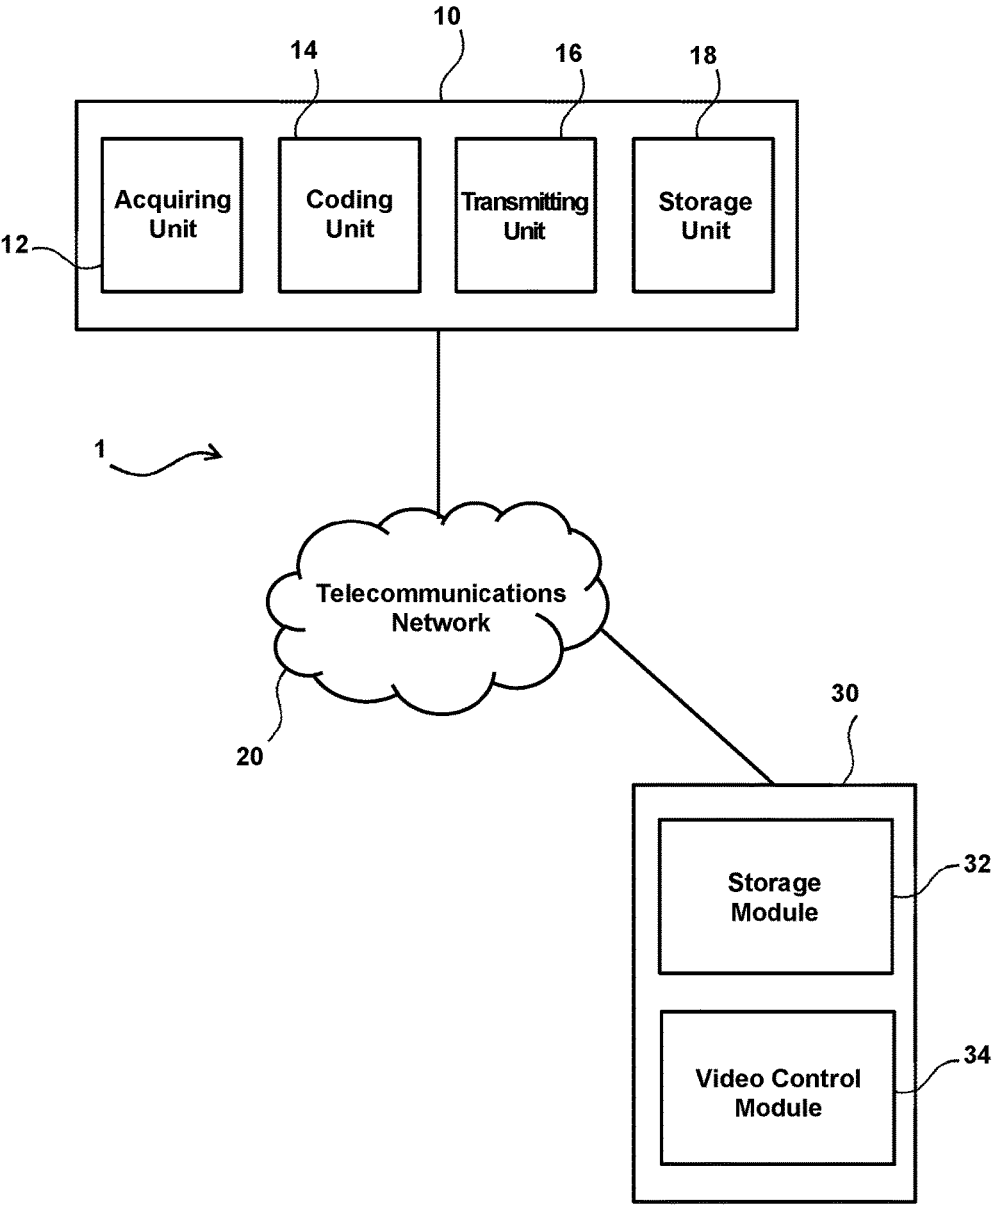 10
14
16
18
Acquiring
Unit
Coding
Unit
Transmitting
Unit
Storage
Unit
12
1
Telecommunications
Network
20
30
Storage
Module
32
Video Control
Module
34